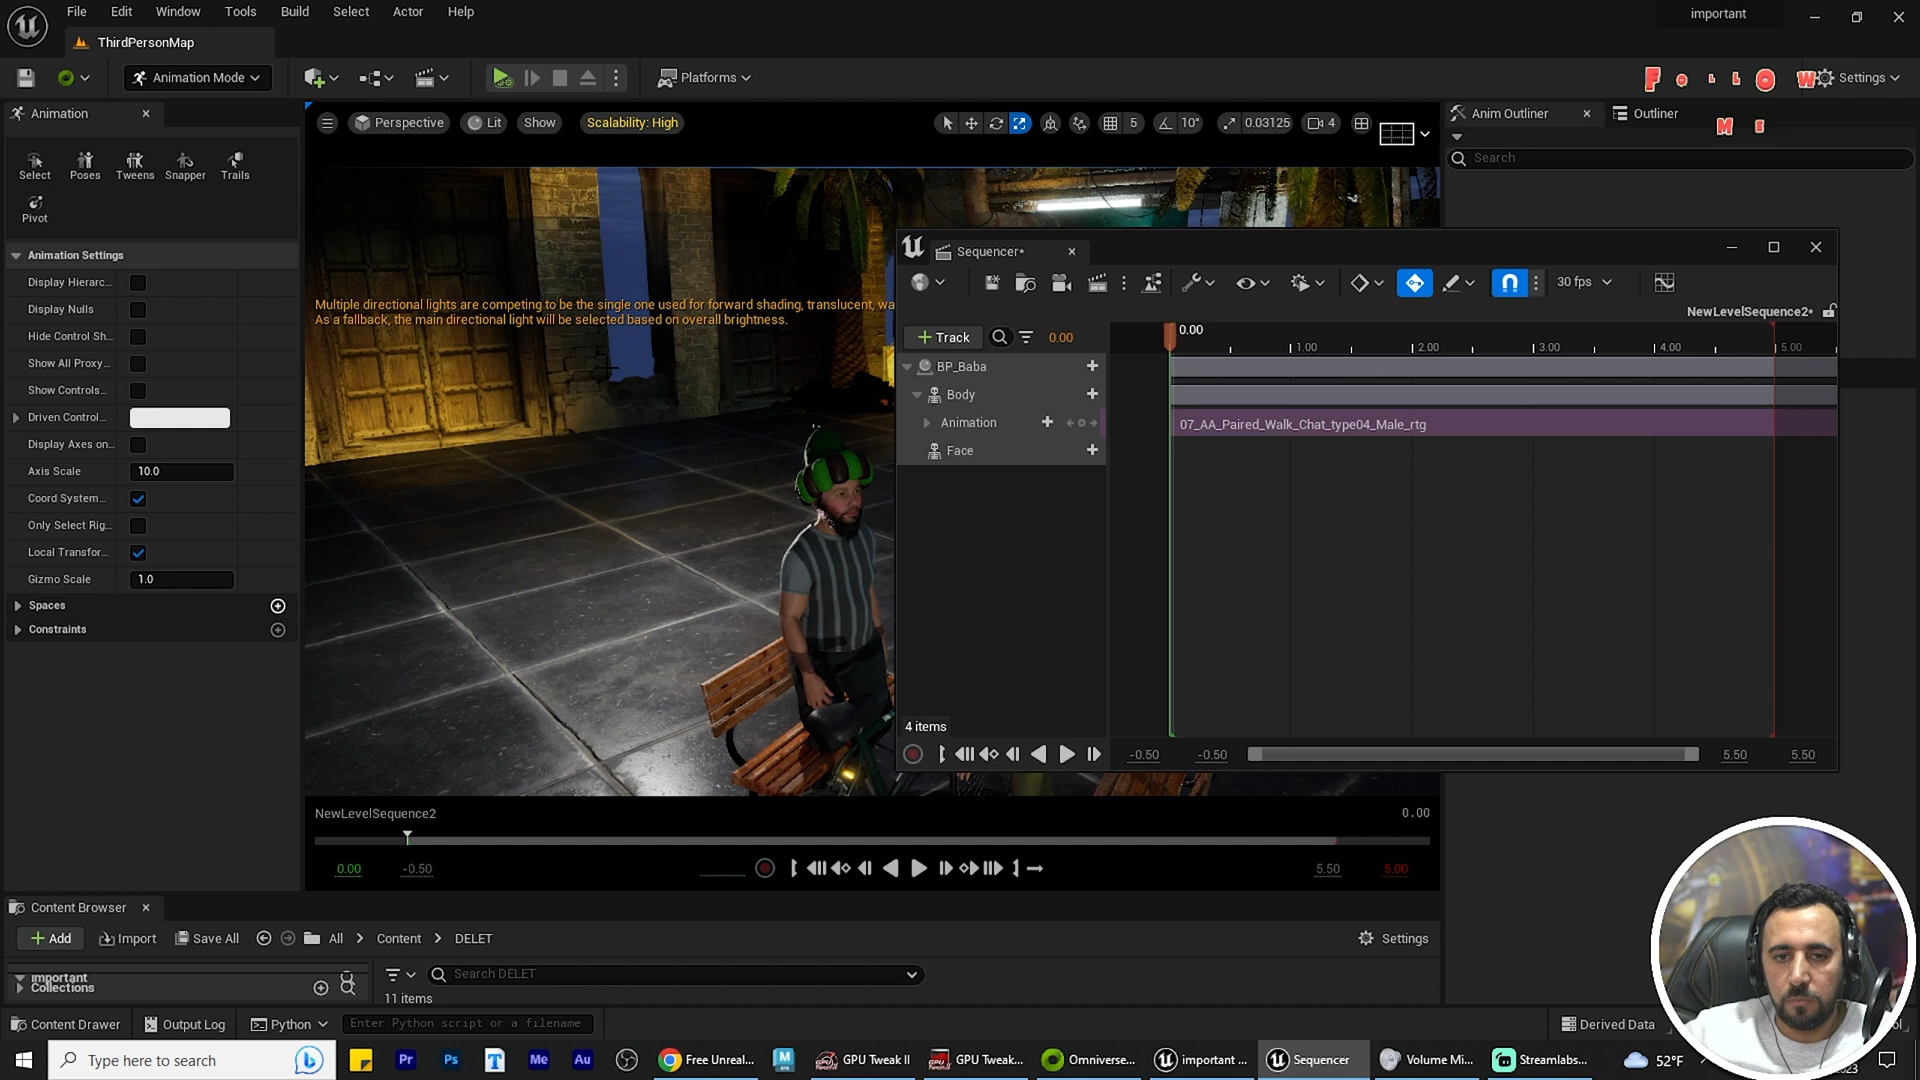 File Edit Window Tools Build Select Actor Help
important
ThirdPersonMap
Animation Mode
Platforms
FOLLOW
Settings
ME
Animation
Perspective
Lit
Show
Scalability: High
5
10°
0.03125
4
Anim Outliner
Outliner
Search
Select
Poses
Tweens
Snapper
Trails
Pivot
Animation Settings
Display Hierarc...
Display Nulls
Hide Control Sh...
Show All Proxy...
Show Controls...
Driven Control...
Display Axes on...
Axis Scale 10.0
Coord System...
Only Select Rig...
Local Transfor...
Gizmo Scale 1.0
Spaces
Constraints
Multiple directional lights are competing to be the single one used for forward shading, translucent, wa
As a fallback, the main directional light will be selected based on overall brightness.
Sequencer*
30 fps
NewLevelSequence2*
Track
0.00
0.00
1.00 2.00 3.00 4.00 5.00
BP_Baba
Body
Animation
07_AA_Paired_Walk_Chat_type04_Male_rtg
Face
4 items
-0.50 -0.50 5.50 5.50
NewLevelSequence2
0.00
0.00 -0.50 5.50 5.00
Content Browser
Add Import Save All All Content DELET Settings
important
Collections
Search DELET
11 items
Content Drawer Output Log Python Enter Python script or a filename Derived Data
Type here to search
Pr Ps T Me Au
Free Unreal...
GPU Tweak II
GPU Tweak...
Omniverse...
important ...
Sequencer
Volume Mi...
Streamlabs...
52°F